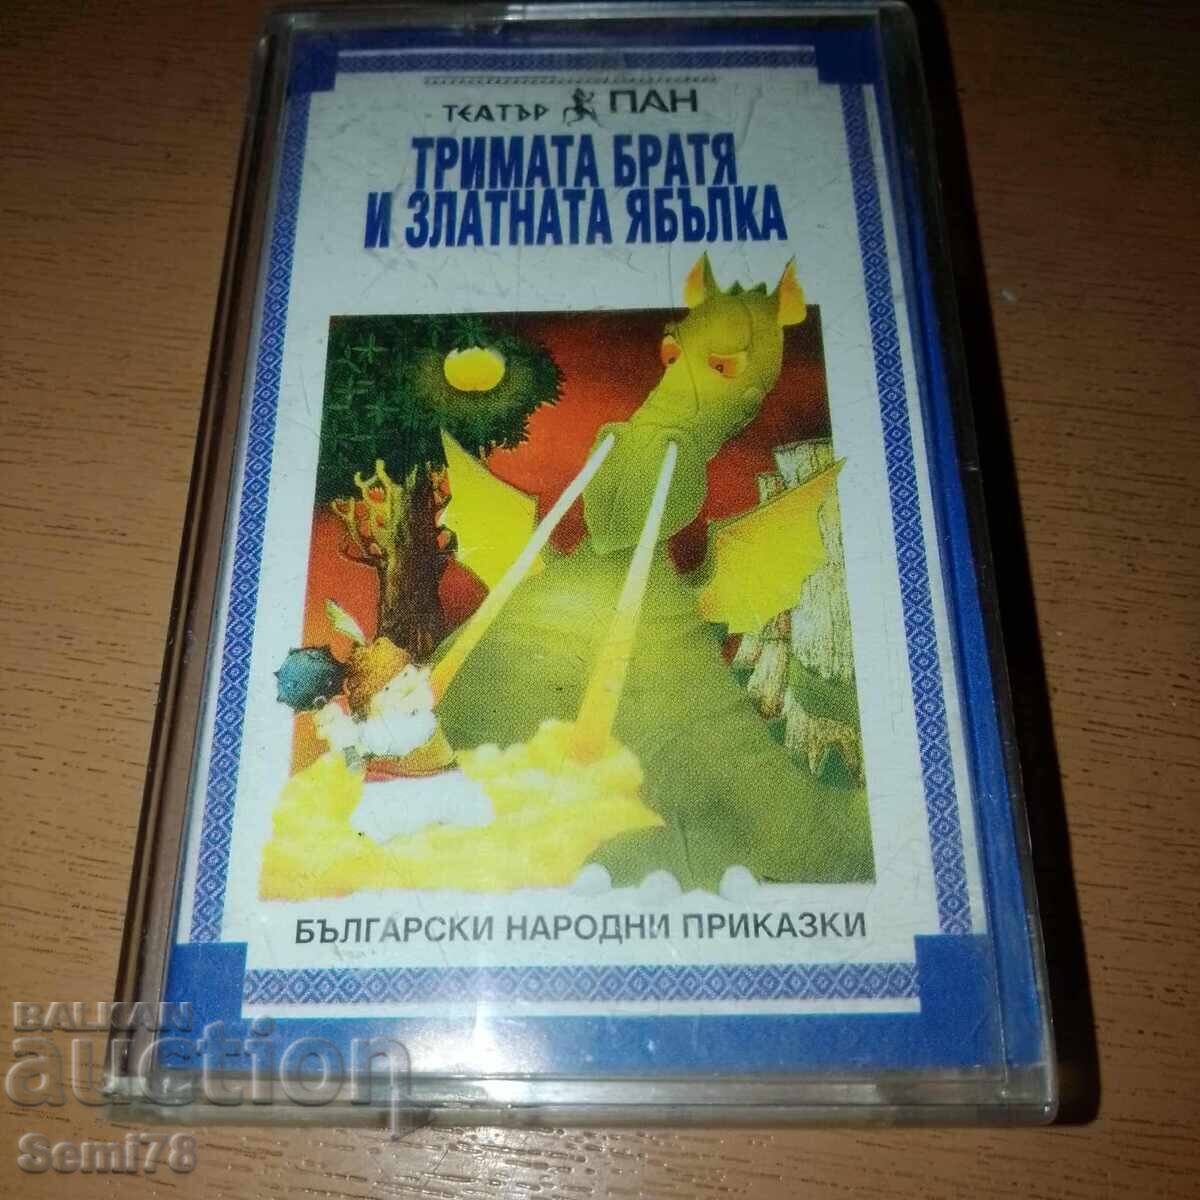 ТЕАТЪР ПАН
ТРИМАТА БРАТЯ
И ЗЛАТНАТА ЯБЪЛКА
БЪЛГАРСКИ НАРОДНИ ПРИКАЗКИ
BALKAN
auction
Semi78